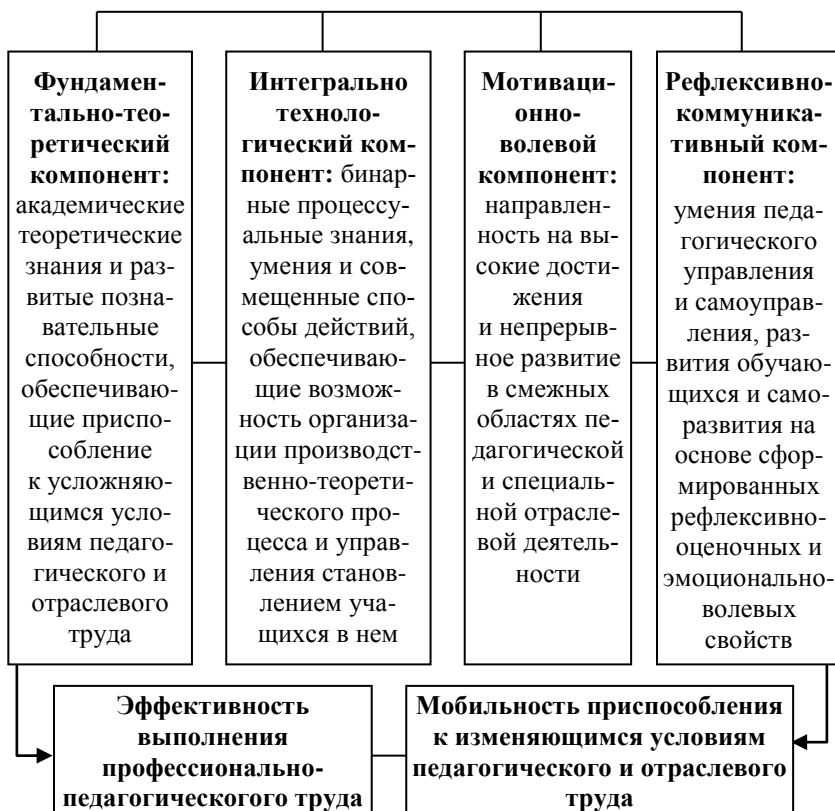 Фундамен-
тально-тео-
ретический
компонент:
академические
теоретические
знания и раз-
витые позна-
вательные
способности,
обеспечиваю-
щие приспо-
собление
к усложняю-
щимся усло-
виям педаго-
гического и
отраслевого
труда
Интегрально
техноло-
гический ком-
понент: бинар-
ные процессу-
альные знания,
умения и сов-
мещенные спо-
собы действий,
обеспечиваю-
щие возмож-
ность организа-
ции производст-
венно-теорети-
ческого про-
цесса и управ-
ления станов-
лением уча-
щихся в нем
Мотиваци-
онно-
волевой
компонент:
направлен-
ность на вы-
сокие дости-
жения
и непрерыв-
ное развитие
в смежных
областях пе-
дагогической
и специаль-
ной отрасле-
вой деятель-
ности
Рефлексивно-
коммуника-
тивный ком-
понент:
умения педа-
гогического
управления
и самоуправ-
ления, раз-
вития обучаю-
щихся и само-
развития на
основе сфор-
мированных
рефлексивно-
оценочных и
эмоционально-
волевых
свойств
Эффективность
выполнения
профессионально-
педагогического труда
Мобильность приспособления
к изменяющимся условиям
педагогического и отраслевого
труда